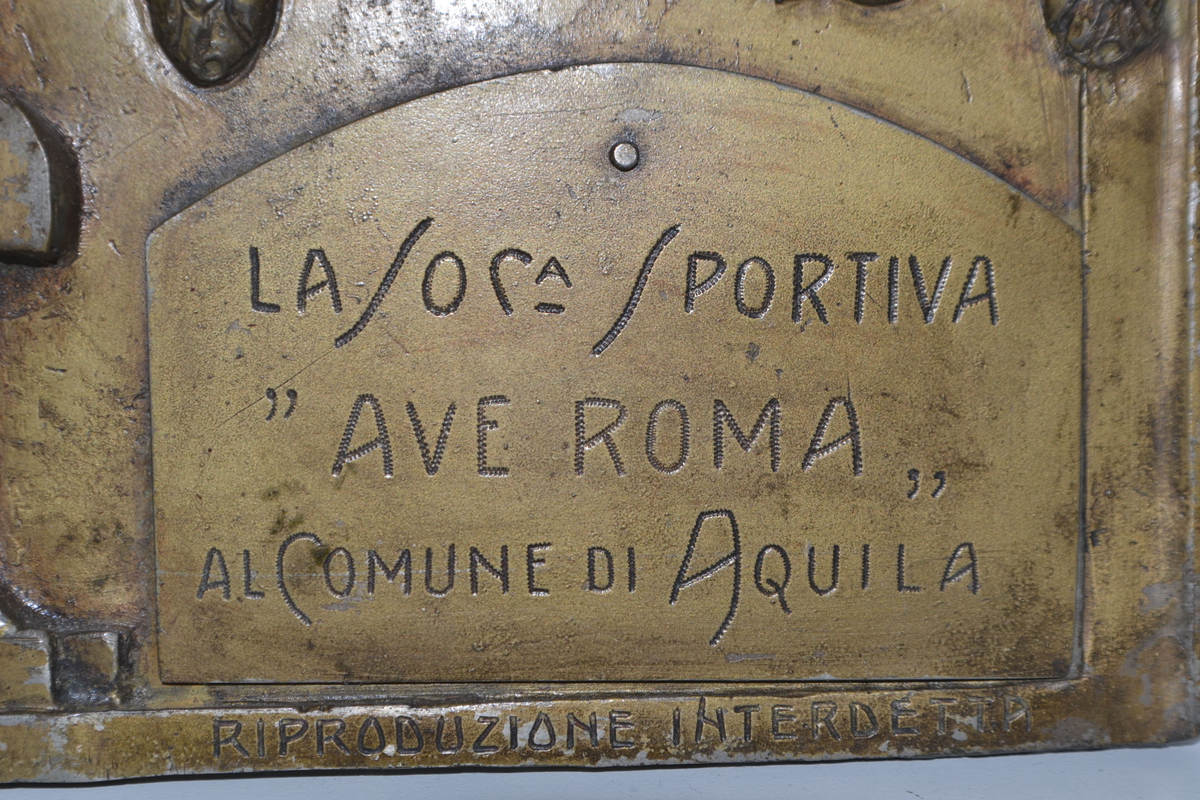 LA SOCᴬ SPORTIVA
„ AVE ROMA „
AL COMUNE DI AQUILA
RIPRODUZIONE INTERDETTA